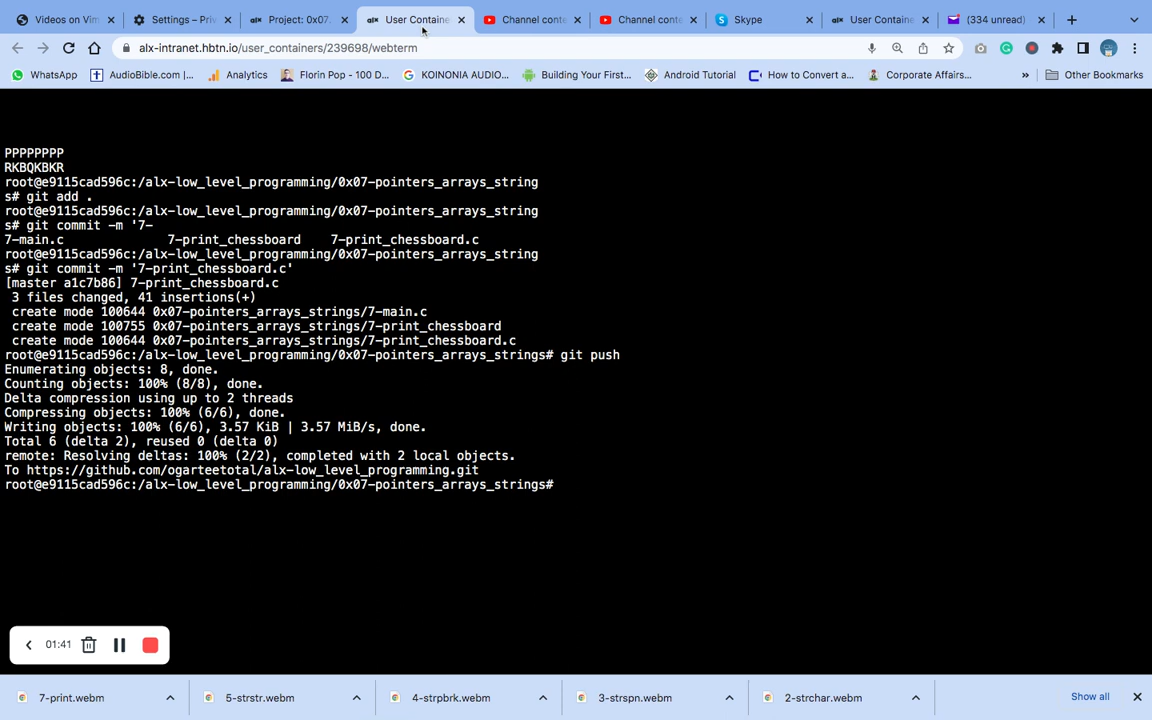 Videos on Vim
Settings – Priv
Project: 0x07.
User Containe
Channel conte
Channel conte
Skype
User Containe
(334 unread)
alx-intranet.hbtn.io/user_containers/239698/webterm
WhatsApp
AudioBible.com |...
Analytics
Florin Pop - 100 D...
KOINONIA AUDIO...
Building Your First...
Android Tutorial
How to Convert a...
Corporate Affairs...
»
Other Bookmarks
PPPPPPPP
RKBQKBKR
root@e9115cad596c:/alx-low_level_programming/0x07-pointers_arrays_string
s# git add .
root@e9115cad596c:/alx-low_level_programming/0x07-pointers_arrays_string
s# git commit -m '7-
7-main.c 7-print_chessboard 7-print_chessboard.c
root@e9115cad596c:/alx-low_level_programming/0x07-pointers_arrays_string
s# git commit -m '7-print_chessboard.c'
[master a1c7b86] 7-print_chessboard.c
3 files changed, 41 insertions(+)
create mode 100644 0x07-pointers_arrays_strings/7-main.c
create mode 100755 0x07-pointers_arrays_strings/7-print_chessboard
create mode 100644 0x07-pointers_arrays_strings/7-print_chessboard.c
root@e9115cad596c:/alx-low_level_programming/0x07-pointers_arrays_strings# git push
Enumerating objects: 8, done.
Counting objects: 100% (8/8), done.
Delta compression using up to 2 threads
Compressing objects: 100% (6/6), done.
Writing objects: 100% (6/6), 3.57 KiB | 3.57 MiB/s, done.
Total 6 (delta 2), reused 0 (delta 0)
remote: Resolving deltas: 100% (2/2), completed with 2 local objects.
To https://github.com/ogarteetotal/alx-low_level_programming.git
root@e9115cad596c:/alx-low_level_programming/0x07-pointers_arrays_strings#
01:41
7-print.webm
5-strstr.webm
4-strpbrk.webm
3-strspn.webm
2-strchar.webm
Show all